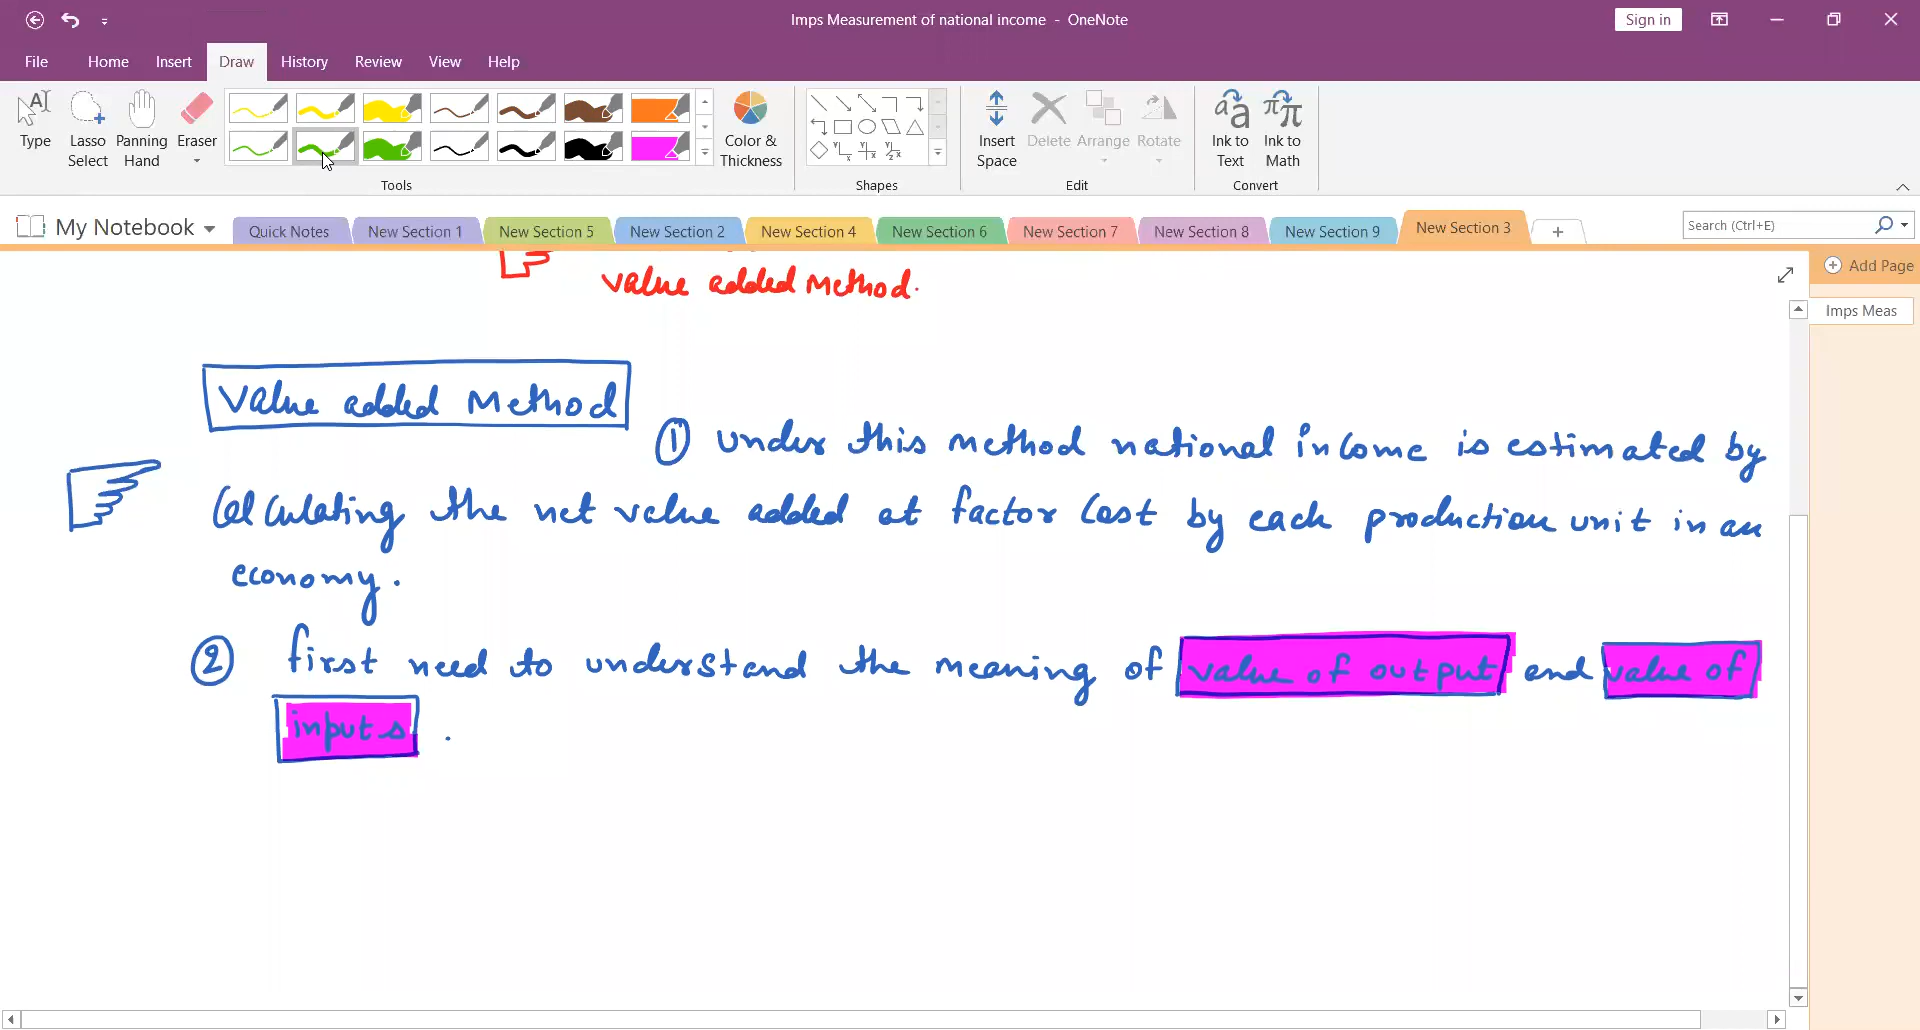 Imps Measurement of national income - OneNote
Sign in
File Home Insert Draw History Review View Help
Type
Lasso Select
Panning Hand
Eraser
Color & Thickness
Insert Space
Delete
Arrange
Rotate
Ink to Text
Ink to Math
Tools
Shapes
Edit
Convert
My Notebook
Quick Notes New Section 1 New Section 5 New Section 2 New Section 4 New Section 6 New Section 7 New Section 8 New Section 9 New Section 3
Search (Ctrl+E)
Add Page
Imps Meas
value added Method.
Value added Method
① under this method national income is estimated by
Calculating the net value added at factor Cost by each production unit in an
economy.
② first need to understand the meaning of value of output and value of
inputs .